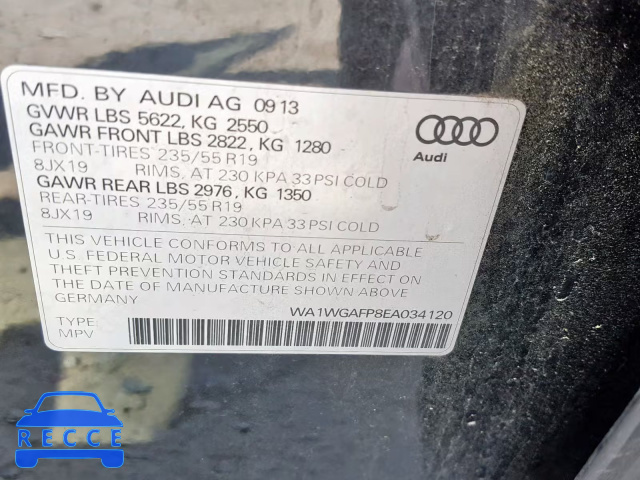 MFD. BY AUDI AG 09 13
GVWR LBS 5622, KG 2550
GAWR FRONT LBS 2822, KG 1280
FRONT-TIRES 235/55 R19
8JX19 RIMS, AT 230 KPA 33 PSI COLD
GAWR REAR LBS 2976, KG 1350
REAR-TIRES 235/55 R19
8JX19 RIMS, AT 230 KPA 33 PSI COLD
Audi
THIS VEHICLE CONFORMS TO ALL APPLICABLE
U.S. FEDERAL MOTOR VEHICLE SAFETY AND
THEFT PREVENTION STANDARDS IN EFFECT ON
THE DATE OF MANUFACTURE SHOWN ABOVE
GERMANY
WA1WGAFP8EA034120
TYPE:
MPV
RECCE